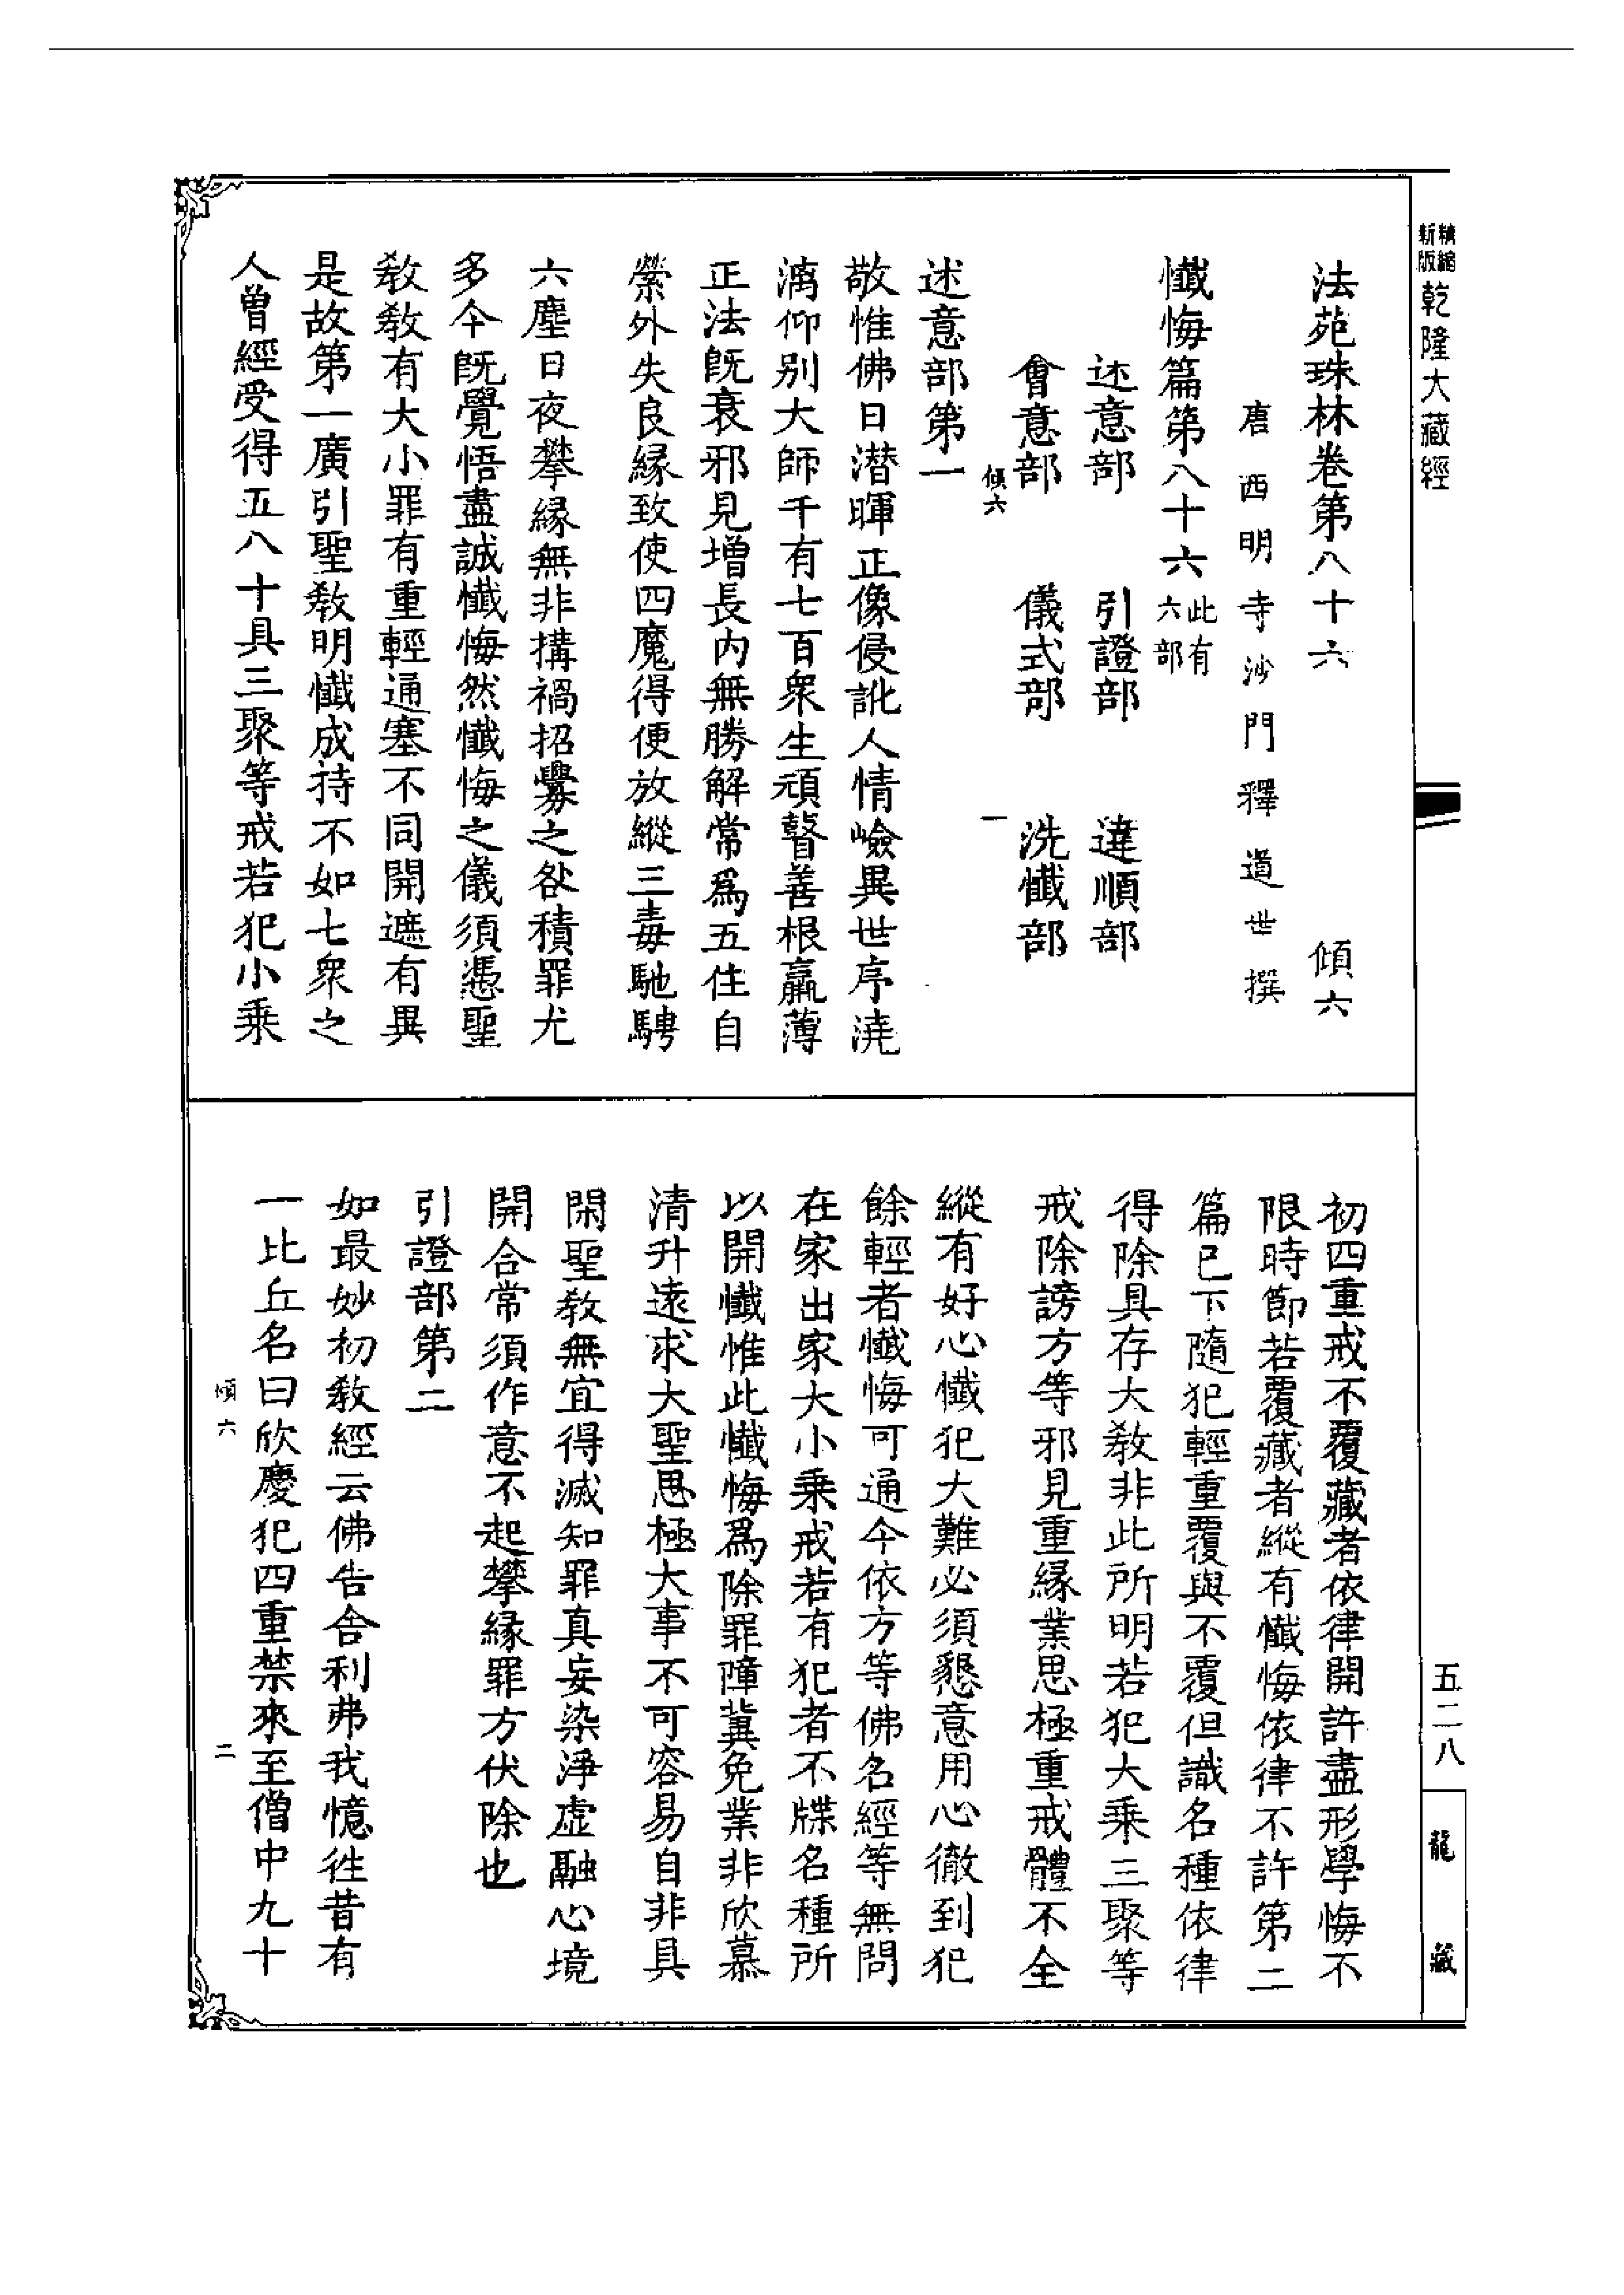 精縮新版乾隆大藏經
法苑珠林卷第八十六　傾六
唐西明寺沙門釋道世撰
懺悔篇第八十六此有六部
述意部　引證部　違順部
會意部　儀式部　洗懺部
傾六　一
述意部第一
敬惟佛日潛暉正像侵訛人情嶮異世序澆
漓仰別大師千有七百衆生頑瞽善根羸薄
正法旣衰邪見增長內無勝解常爲五住自
縈外失良緣致使四魔得便放縱三毒馳騁
六塵日夜攀緣無非搆禍招釁之咎積罪尤
多今旣覺悟盡誠懺悔然懺悔之儀須憑聖
敎敎有大小罪有重輕通塞不同開遮有異
是故第一廣引聖敎明懺成持不如七衆之
人曾經受得五八十具三聚等戒若犯小乘
初四重戒不覆藏者依律開許盡形學悔不
限時節若覆藏者縱有懺悔依律不許第二
篇已下隨犯輕重覆與不覆但識名種依律
得除具存大敎非此所明若犯大乘三聚等
戒除謗方等邪見重緣業思極重戒體不全
縱有好心懺犯大難必須懇意用心徹到犯
餘輕者懺悔可通今依方等佛名經等無問
在家出家大小乘戒若有犯者不牒名種所
以開懺惟此懺悔爲除罪障冀免業非欣慕
清升遠求大聖思極大事不可容易自非具
閑聖敎無宜得滅知罪真妄染淨虛融心境
開合常須作意不起攀緣罪方伏除也
引證部第二
如最妙初敎經云佛告舍利弗我憶往昔有
一比丘名曰欣慶犯四重禁來至僧中九十
傾六　二
五二八
龍藏